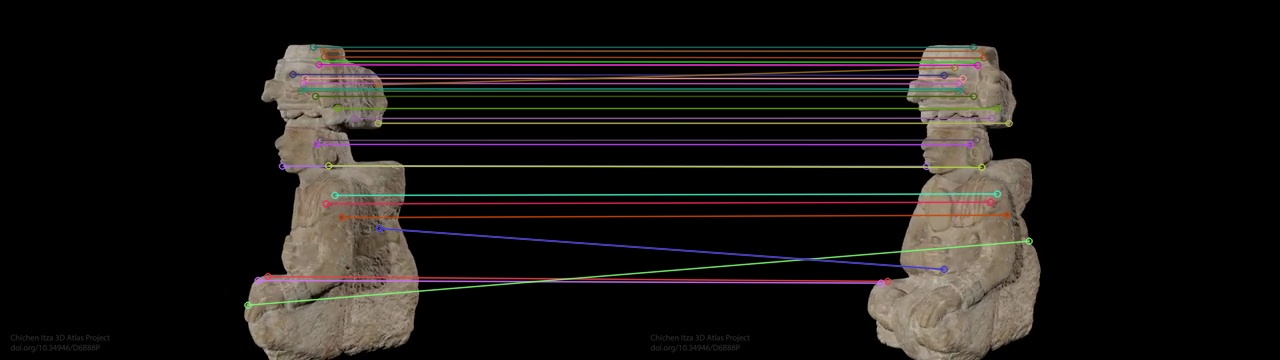 Chichen Itza 3D Atlas Project
doi.org/10.34946/D6B88P
Chichen Itza 3D Atlas Project
doi.org/10.34946/D6B88P